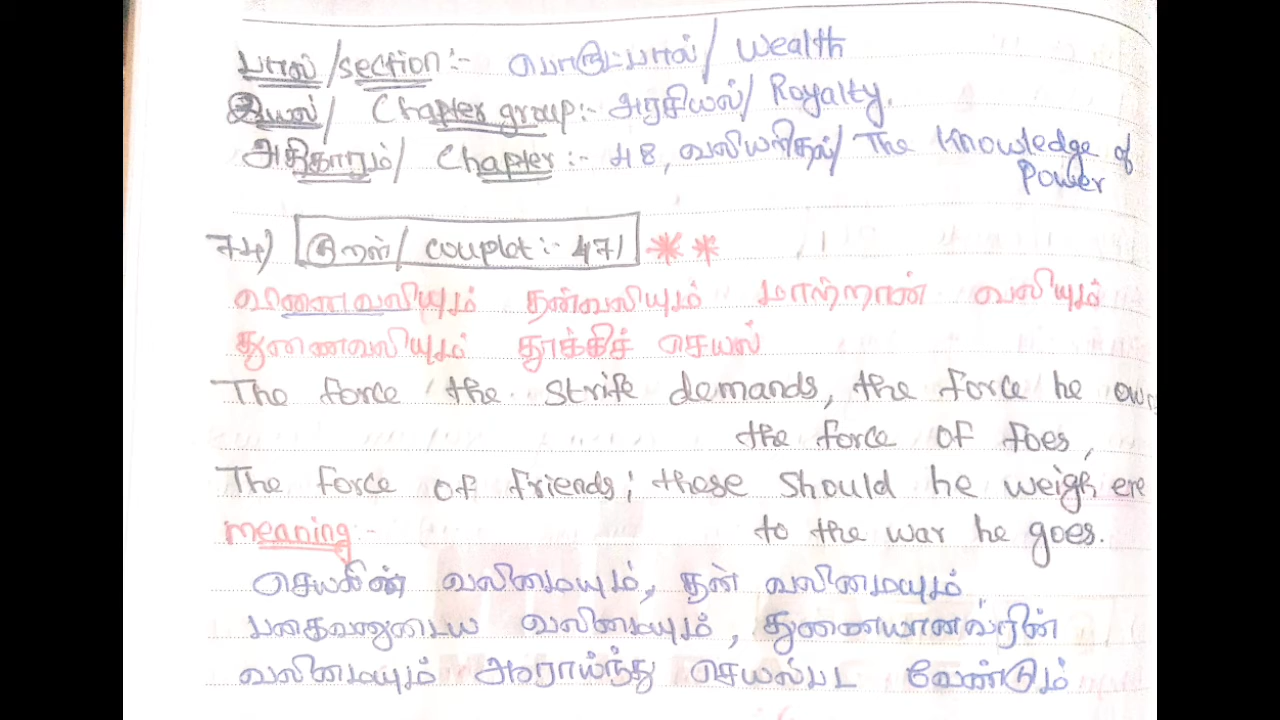 பால் / section :- பொருட்பால் / Wealth
இயல் / Chapter group :- அரசியல் / Royalty.
அதிகாரம் / Chapter :- 48, வலியறிதல் / The Knowledge of
Power
74) குறள் / couplet :- 471 **
வினைவலியும் தன்வலியும் மாற்றான் வலியும்
துணைவலியும் தூக்கிச் செயல்
The force the strife demands, the force he owns
the force of foes,
The force of friends; these should he weigh ere
meaning :- to the war he goes.
செயலின் வலிமையும், தன் வலிமையும்,
பகைவனுடைய வலிமையும், துணையானவரின்
வலிமையும் ஆராய்ந்து செயல்பட வேண்டும்